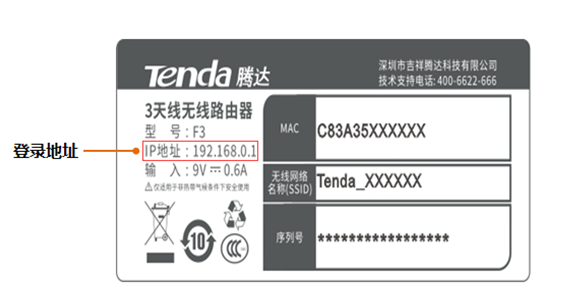 Tenda 腾达
深圳市吉祥腾达科技有限公司
技术支持电话: 400-6622-666
3天线无线路由器
型 号 : F3
IP地址 : 192.168.0.1
输 入 : 9V⎓0.6A
仅适用于非热带气候条件下安全使用
登录地址
MAC
C83A35XXXXXX
无线网络
名称(SSID)
Tenda_XXXXXX
序列号
*****************
10
CCC